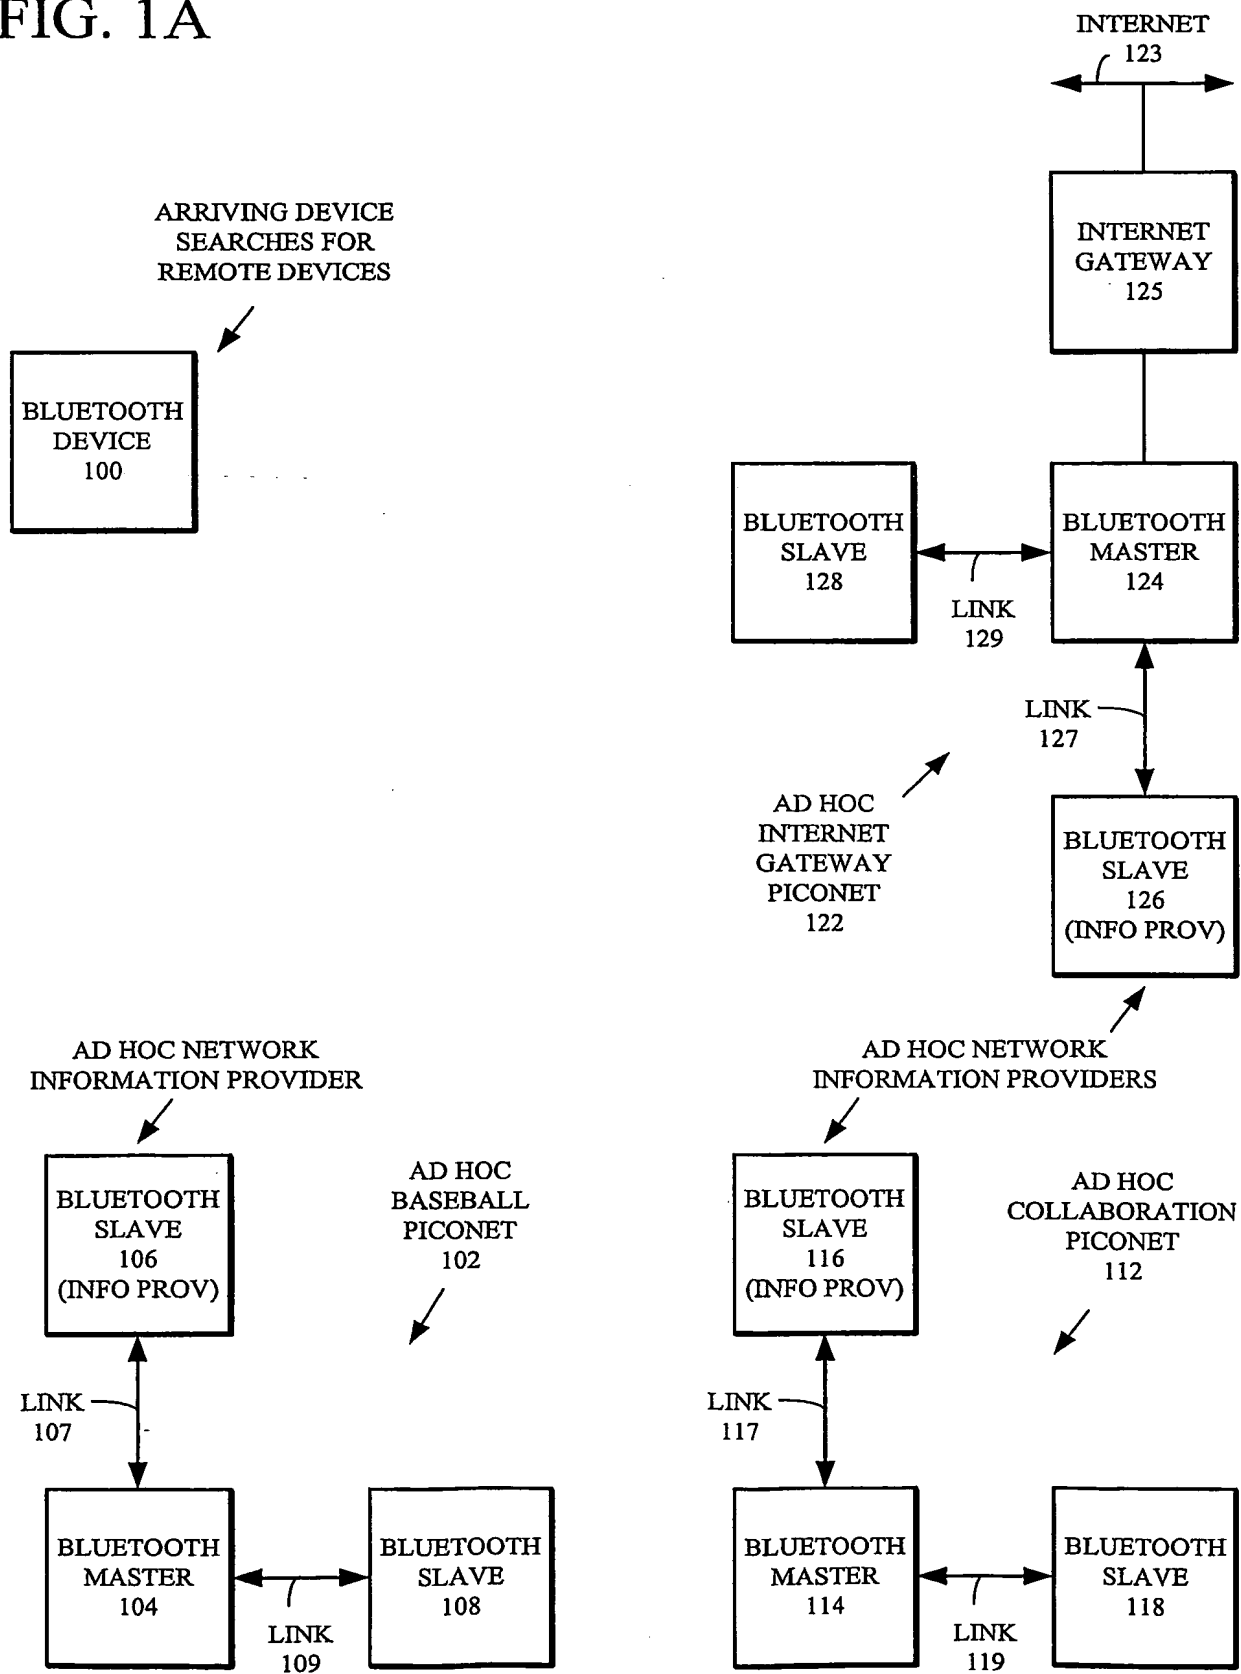 FIG. 1A
INTERNET
123
ARRIVING DEVICE
SEARCHES FOR
REMOTE DEVICES
INTERNET
GATEWAY
125
BLUETOOTH
DEVICE
100
BLUETOOTH
SLAVE
128
BLUETOOTH
MASTER
124
LINK
129
LINK
127
AD HOC
INTERNET
GATEWAY
PICONET
122
BLUETOOTH
SLAVE
126
(INFO PROV)
AD HOC NETWORK
INFORMATION PROVIDER
AD HOC NETWORK
INFORMATION PROVIDERS
BLUETOOTH
SLAVE
106
(INFO PROV)
AD HOC
BASEBALL
PICONET
102
BLUETOOTH
SLAVE
116
(INFO PROV)
AD HOC
COLLABORATION
PICONET
112
LINK
107
LINK
117
BLUETOOTH
MASTER
104
BLUETOOTH
SLAVE
108
LINK
109
BLUETOOTH
MASTER
114
BLUETOOTH
SLAVE
118
LINK
119